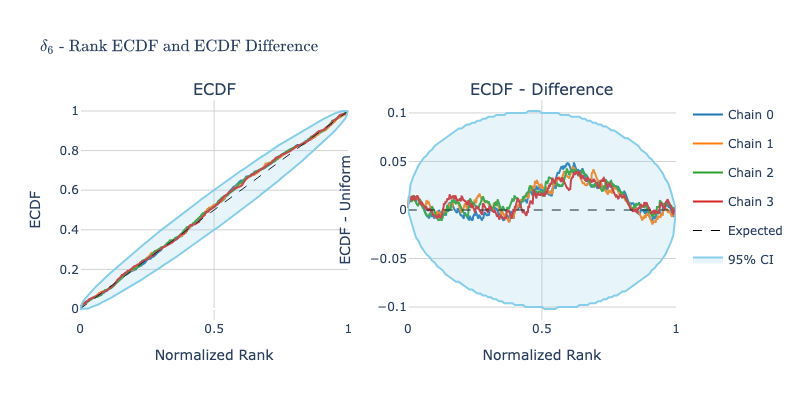 δ₆ - Rank ECDF and ECDF Difference
ECDF
ECDF
1
0.8
0.6
0.4
0.2
0
0
0.5
1
Normalized Rank
ECDF - Difference
ECDF - Uniform
0.1
0.05
0
−0.05
−0.1
0
0.5
1
Normalized Rank
Chain 0
Chain 1
Chain 2
Chain 3
Expected
95% CI